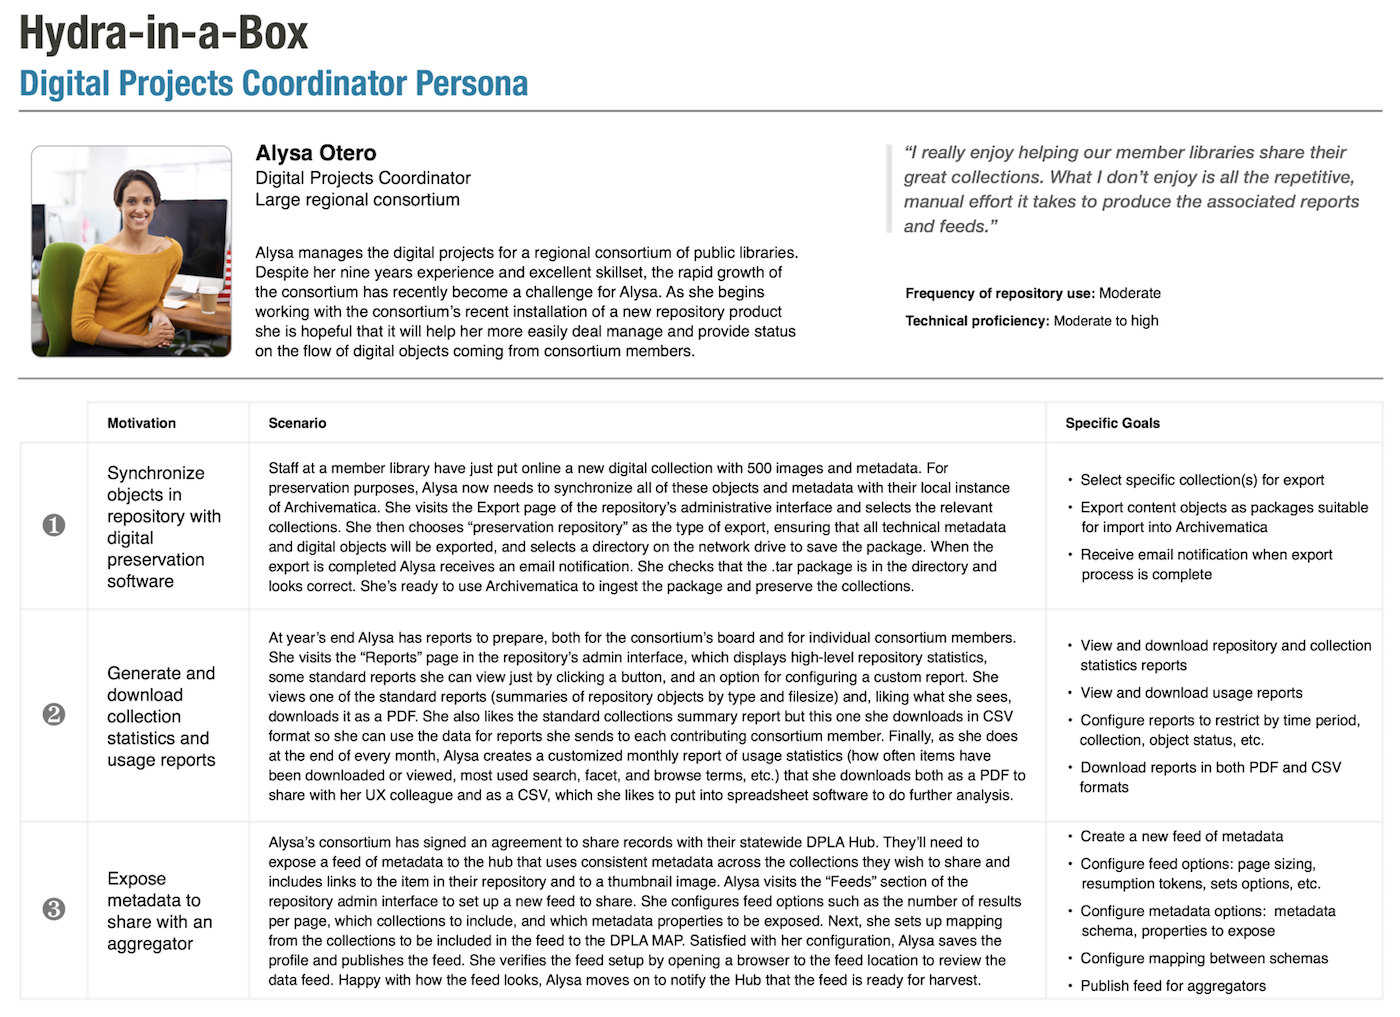 Hydra-in-a-Box
Digital Projects Coordinator Persona
Alysa Otero
Digital Projects Coordinator
Large regional consortium
Alysa manages the digital projects for a regional consortium of public libraries.
Despite her nine years experience and excellent skillset, the rapid growth of
the consortium has recently become a challenge for Alysa. As she begins
working with the consortium’s recent installation of a new repository product
she is hopeful that it will help her more easily deal manage and provide status
on the flow of digital objects coming from consortium members.
“I really enjoy helping our member libraries share their
great collections. What I don’t enjoy is all the repetitive,
manual effort it takes to produce the associated reports
and feeds.”
Frequency of repository use: Moderate
Technical proficiency: Moderate to high
Motivation
Scenario
Specific Goals
1
Synchronize
objects in
repository with
digital
preservation
software
Staff at a member library have just put online a new digital collection with 500 images and metadata. For
preservation purposes, Alysa now needs to synchronize all of these objects and metadata with their local instance
of Archivematica. She visits the Export page of the repository’s administrative interface and selects the relevant
collections. She then chooses “preservation repository” as the type of export, ensuring that all technical metadata
and digital objects will be exported, and selects a directory on the network drive to save the package. When the
export is completed Alysa receives an email notification. She checks that the .tar package is in the directory and
looks correct. She’s ready to use Archivematica to ingest the package and preserve the collections.
• Select specific collection(s) for export
• Export content objects as packages suitable
for import into Archivematica
• Receive email notification when export
process is complete
2
Generate and
download
collection
statistics and
usage reports
At year’s end Alysa has reports to prepare, both for the consortium’s board and for individual consortium members.
She visits the “Reports” page in the repository’s admin interface, which displays high-level repository statistics,
some standard reports she can view just by clicking a button, and an option for configuring a custom report. She
views one of the standard reports (summaries of repository objects by type and filesize) and, liking what she sees,
downloads it as a PDF. She also likes the standard collections summary report but this one she downloads in CSV
format so she can use the data for reports she sends to each contributing consortium member. Finally, as she does
at the end of every month, Alysa creates a customized monthly report of usage statistics (how often items have
been downloaded or viewed, most used search, facet, and browse terms, etc.) that she downloads both as a PDF to
share with her UX colleague and as a CSV, which she likes to put into spreadsheet software to do further analysis.
• View and download repository and collection
statistics reports
• View and download usage reports
• Configure reports to restrict by time period,
collection, object status, etc.
• Download reports in both PDF and CSV
formats
3
Expose
metadata to
share with an
aggregator
Alysa’s consortium has signed an agreement to share records with their statewide DPLA Hub. They’ll need to
expose a feed of metadata to the hub that uses consistent metadata across the collections they wish to share and
includes links to the item in their repository and to a thumbnail image. Alysa visits the “Feeds” section of the
repository admin interface to set up a new feed to share. She configures feed options such as the number of results
per page, which collections to include, and which metadata properties to be exposed. Next, she sets up mapping
from the collections to be included in the feed to the DPLA MAP. Satisfied with her configuration, Alysa saves the
profile and publishes the feed. She verifies the feed setup by opening a browser to the feed location to review the
data feed. Happy with how the feed looks, Alysa moves on to notify the Hub that the feed is ready for harvest.
• Create a new feed of metadata
• Configure feed options: page sizing,
resumption tokens, sets options, etc.
• Configure metadata options: metadata
schema, properties to expose
• Configure mapping between schemas
• Publish feed for aggregators